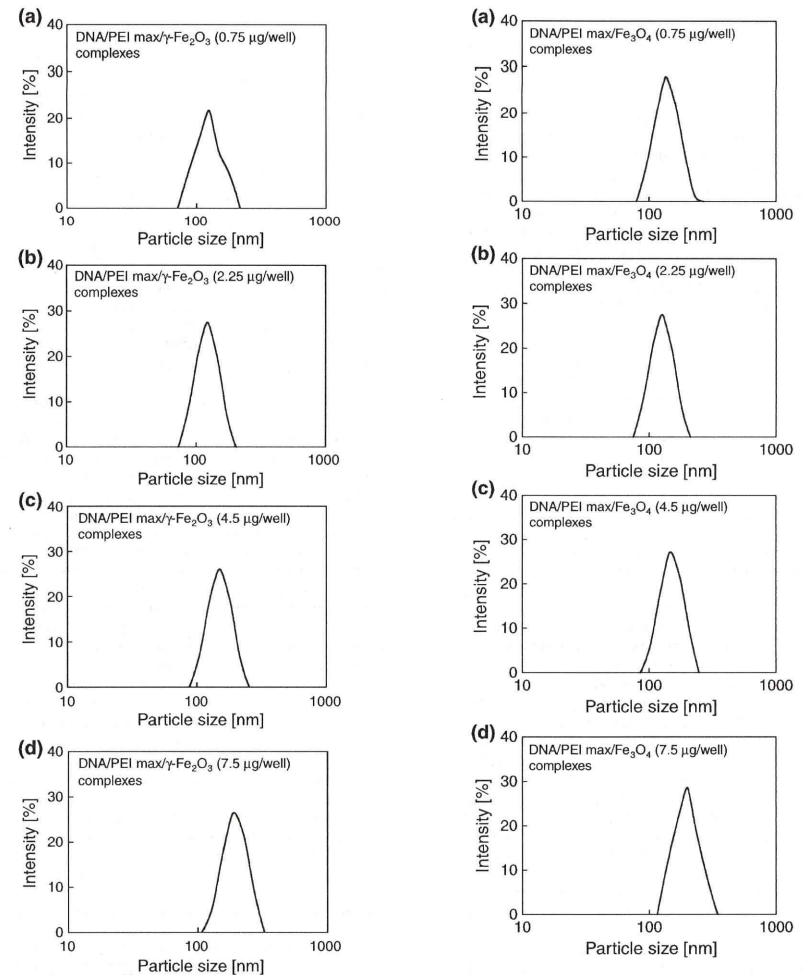 (a)
DNA/PEI max/γ-Fe₂O₃ (0.75 μg/well)
complexes
Intensity [%]
40
30
20
10
0
10 100 1000
Particle size [nm]
(b)
DNA/PEI max/γ-Fe₂O₃ (2.25 μg/well)
complexes
Intensity [%]
40
30
20
10
0
10 100 1000
Particle size [nm]
(c)
DNA/PEI max/γ-Fe₂O₃ (4.5 μg/well)
complexes
Intensity [%]
40
30
20
10
0
10 100 1000
Particle size [nm]
(d)
DNA/PEI max/γ-Fe₂O₃ (7.5 μg/well)
complexes
Intensity [%]
40
30
20
10
0
10 100 1000
Particle size [nm]
(a)
DNA/PEI max/Fe₃O₄ (0.75 μg/well)
complexes
Intensity [%]
40
30
20
10
0
10 100 1000
Particle size [nm]
(b)
DNA/PEI max/Fe₃O₄ (2.25 μg/well)
complexes
Intensity [%]
40
30
20
10
0
10 100 1000
Particle size [nm]
(c)
DNA/PEI max/Fe₃O₄ (4.5 μg/well)
complexes
Intensity [%]
40
30
20
10
0
10 100 1000
Particle size [nm]
(d)
DNA/PEI max/Fe₃O₄ (7.5 μg/well)
complexes
Intensity [%]
40
30
20
10
0
10 100 1000
Particle size [nm]